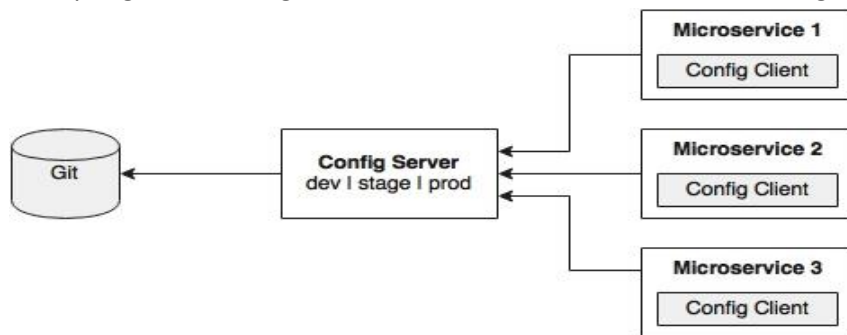 Git
Config Server
dev | stage | prod
Microservice 1
Config Client
Microservice 2
Config Client
Microservice 3
Config Client